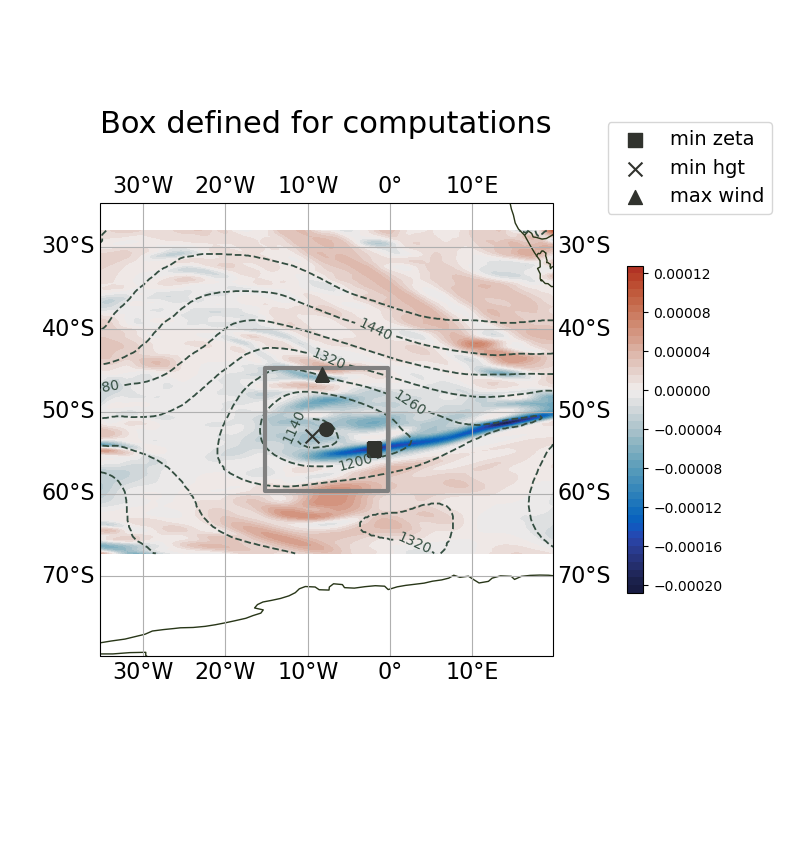 Box defined for computations
min zeta
min hgt
max wind
30°W 20°W 10°W 0° 10°E
30°S 30°S
40°S 40°S
50°S 50°S
60°S 60°S
70°S 70°S
30°W 20°W 10°W 0° 10°E
1440
1320
80
1260
1140
1200
1320
0.00012
0.00008
0.00004
0.00000
−0.00004
−0.00008
−0.00012
−0.00016
−0.00020